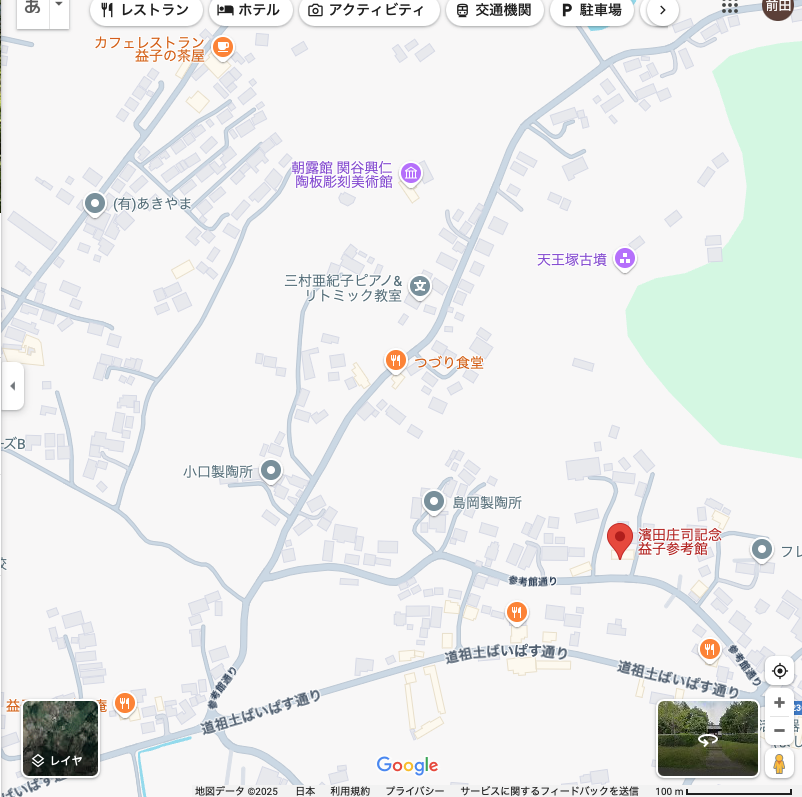 あ
レストラン
ホテル
アクティビティ
交通機関
P 駐車場
前田
カフェレストラン
益子の茶屋
朝露館 関谷興仁
陶板彫刻美術館
(有)あきやま
天王塚古墳
三村亜紀子ピアノ&
リトミック教室
文
つづり食堂
ーズB
小口製陶所
島岡製陶所
濱田庄司記念
益子参考館
フレ
参考館通り
道祖土ばいぱす通り
参考館通り
道祖土ばいぱす通り
参考館通り
道祖土ばいぱす通り
益
庵
ばいぱす通り
レイヤ
Google
地図データ ©2025
日本
利用規約
プライバシー
サービスに関するフィードバックを送信
100 m